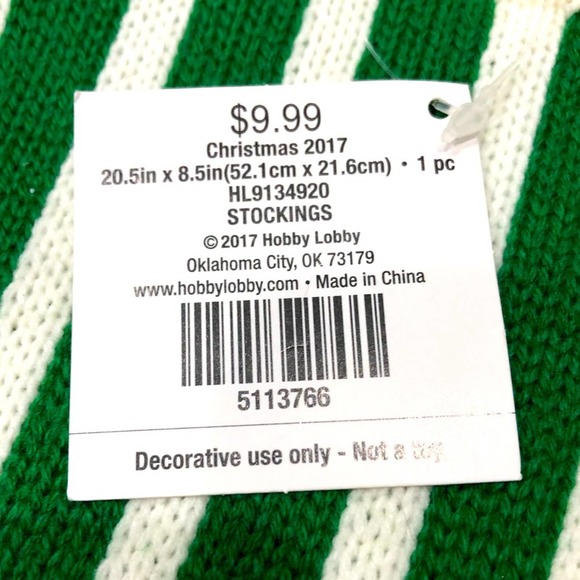 $9.99
Christmas 2017
20.5in x 8.5in(52.1cm x 21.6cm) • 1 pc
HL9134920
STOCKINGS
© 2017 Hobby Lobby
Oklahoma City, OK 73179
www.hobbylobby.com • Made in China
5113766
Decorative use only - Not a toy